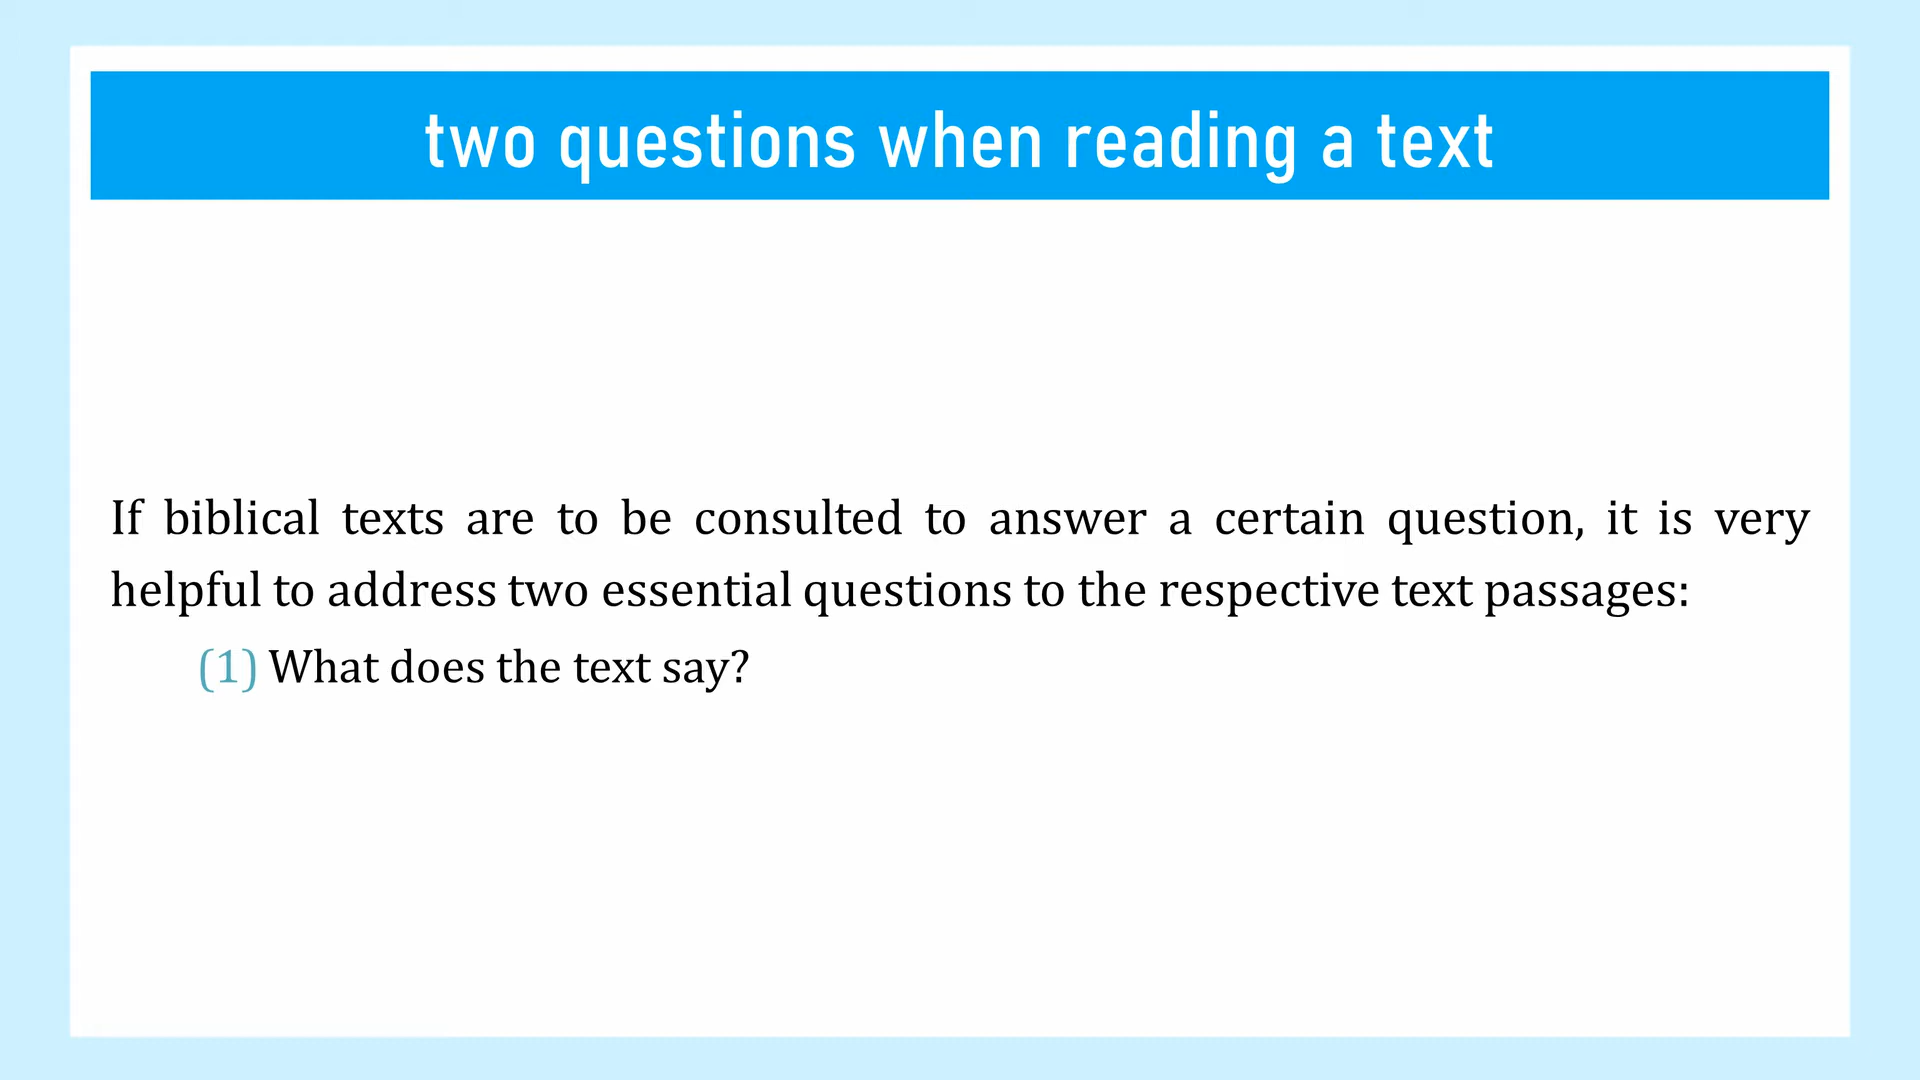 two questions when reading a text
If biblical texts are to be consulted to answer a certain question, it is very
helpful to address two essential questions to the respective text passages:
(1) What does the text say?